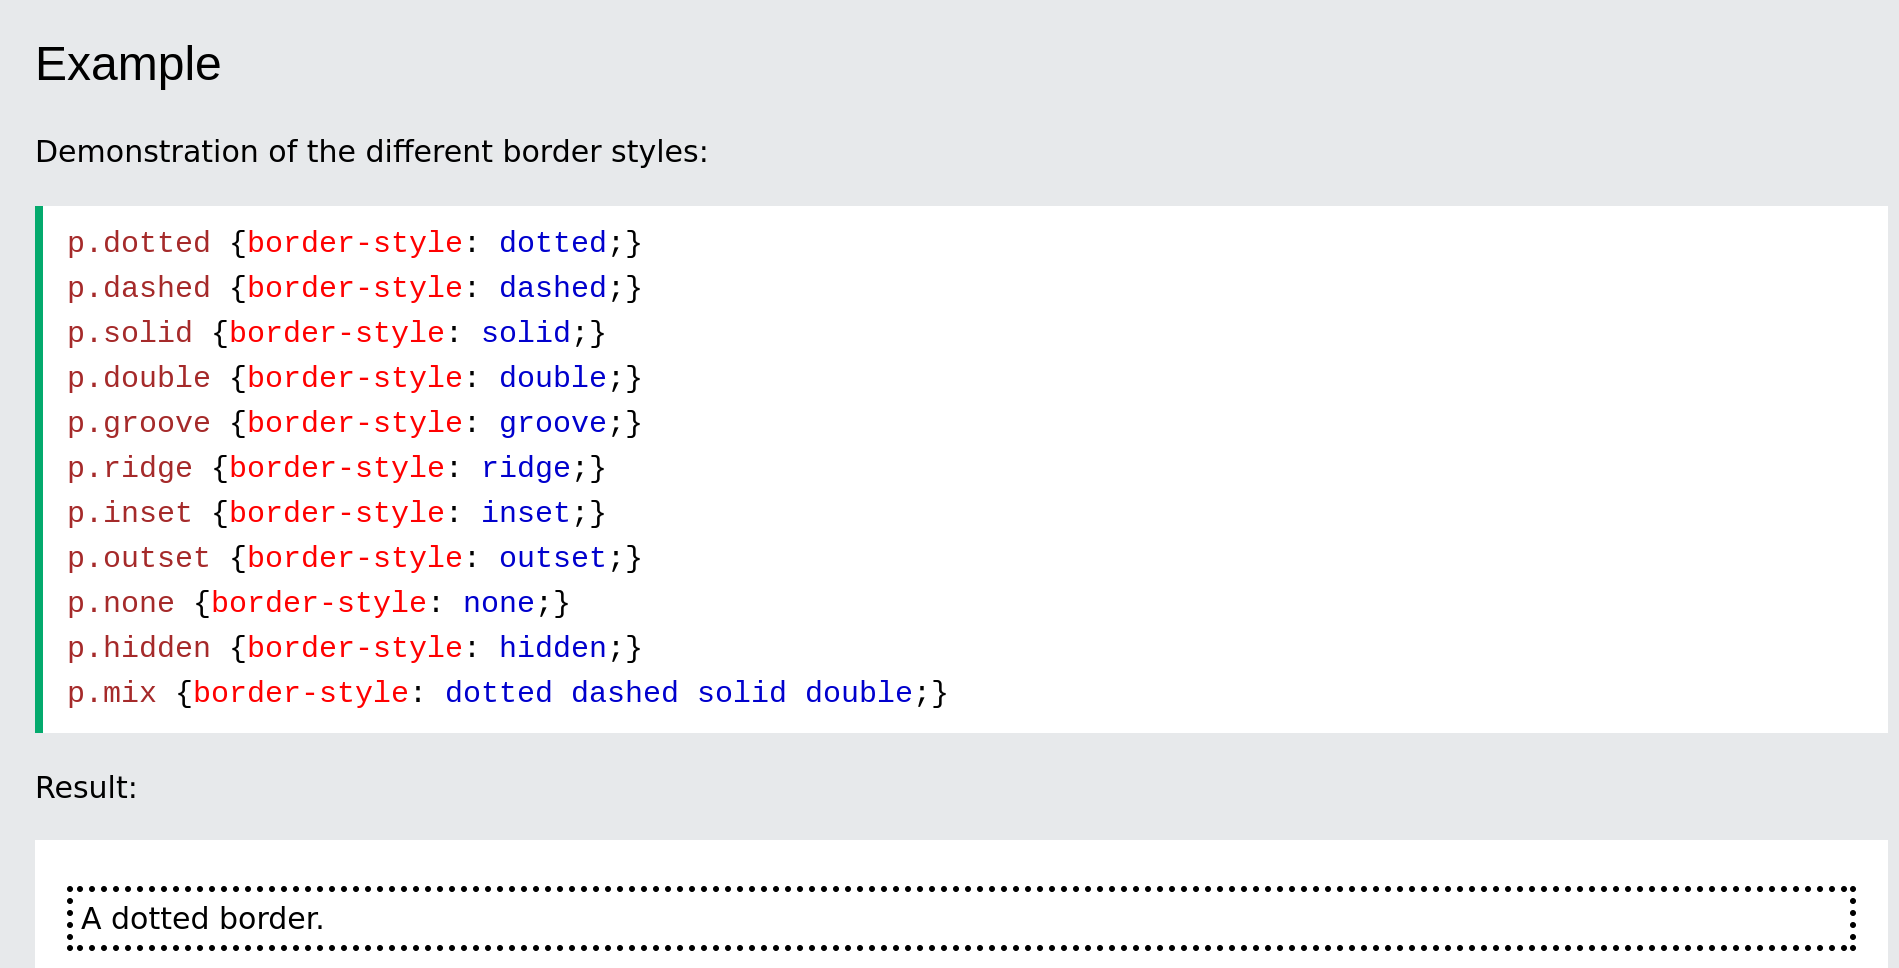 Example
Demonstration of the different border styles:
p.dotted {border-style: dotted;}
p.dashed {border-style: dashed;}
p.solid {border-style: solid;}
p.double {border-style: double;}
p.groove {border-style: groove;}
p.ridge {border-style: ridge;}
p.inset {border-style: inset;}
p.outset {border-style: outset;}
p.none {border-style: none;}
p.hidden {border-style: hidden;}
p.mix {border-style: dotted dashed solid double;}
Result:
A dotted border.